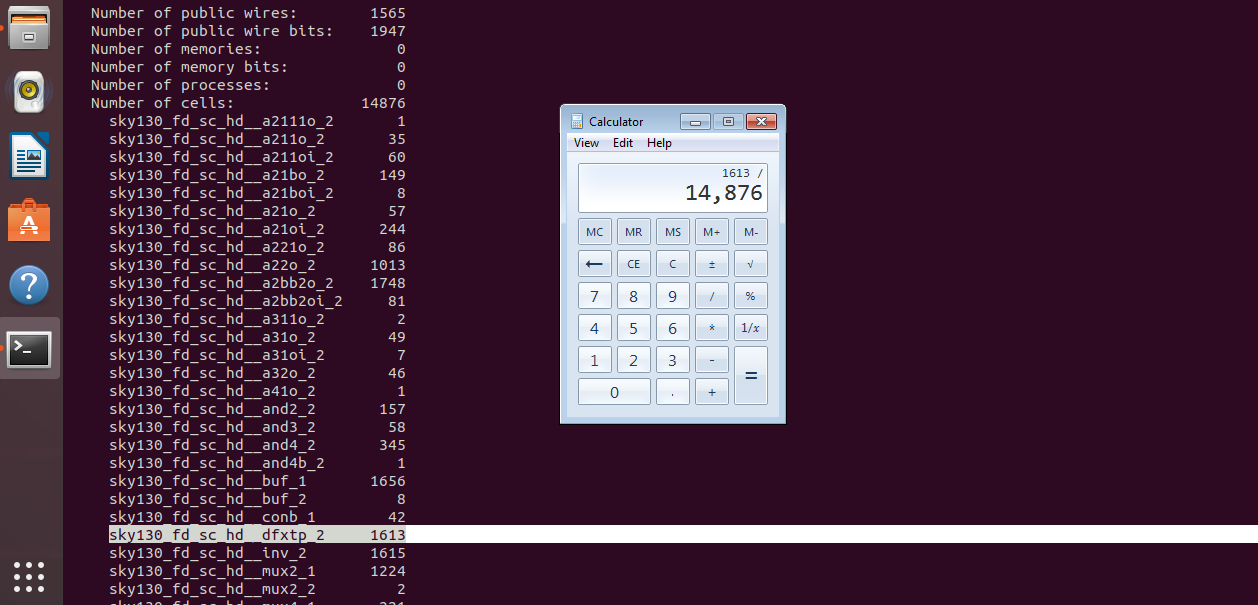 Number of public wires: 1565
Number of public wire bits: 1947
Number of memories: 0
Number of memory bits: 0
Number of processes: 0
Number of cells: 14876
sky130_fd_sc_hd__a2111o_2 1
sky130_fd_sc_hd__a211o_2 35
sky130_fd_sc_hd__a211oi_2 60
sky130_fd_sc_hd__a21bo_2 149
sky130_fd_sc_hd__a21boi_2 8
sky130_fd_sc_hd__a21o_2 57
sky130_fd_sc_hd__a21oi_2 244
sky130_fd_sc_hd__a221o_2 86
sky130_fd_sc_hd__a22o_2 1013
sky130_fd_sc_hd__a2bb2o_2 1748
sky130_fd_sc_hd__a2bb2oi_2 81
sky130_fd_sc_hd__a311o_2 2
sky130_fd_sc_hd__a31o_2 49
sky130_fd_sc_hd__a31oi_2 7
sky130_fd_sc_hd__a32o_2 46
sky130_fd_sc_hd__a41o_2 1
sky130_fd_sc_hd__and2_2 157
sky130_fd_sc_hd__and3_2 58
sky130_fd_sc_hd__and4_2 345
sky130_fd_sc_hd__and4b_2 1
sky130_fd_sc_hd__buf_1 1656
sky130_fd_sc_hd__buf_2 8
sky130_fd_sc_hd__conb_1 42
sky130_fd_sc_hd__dfxtp_2 1613
sky130_fd_sc_hd__inv_2 1615
sky130_fd_sc_hd__mux2_1 1224
sky130_fd_sc_hd__mux2_2 2
Calculator
View Edit Help
1613 /
14,876
MC MR MS M+ M-
← CE C ± √
7 8 9 / %
4 5 6 * 1/x
1 2 3 - =
0 . +